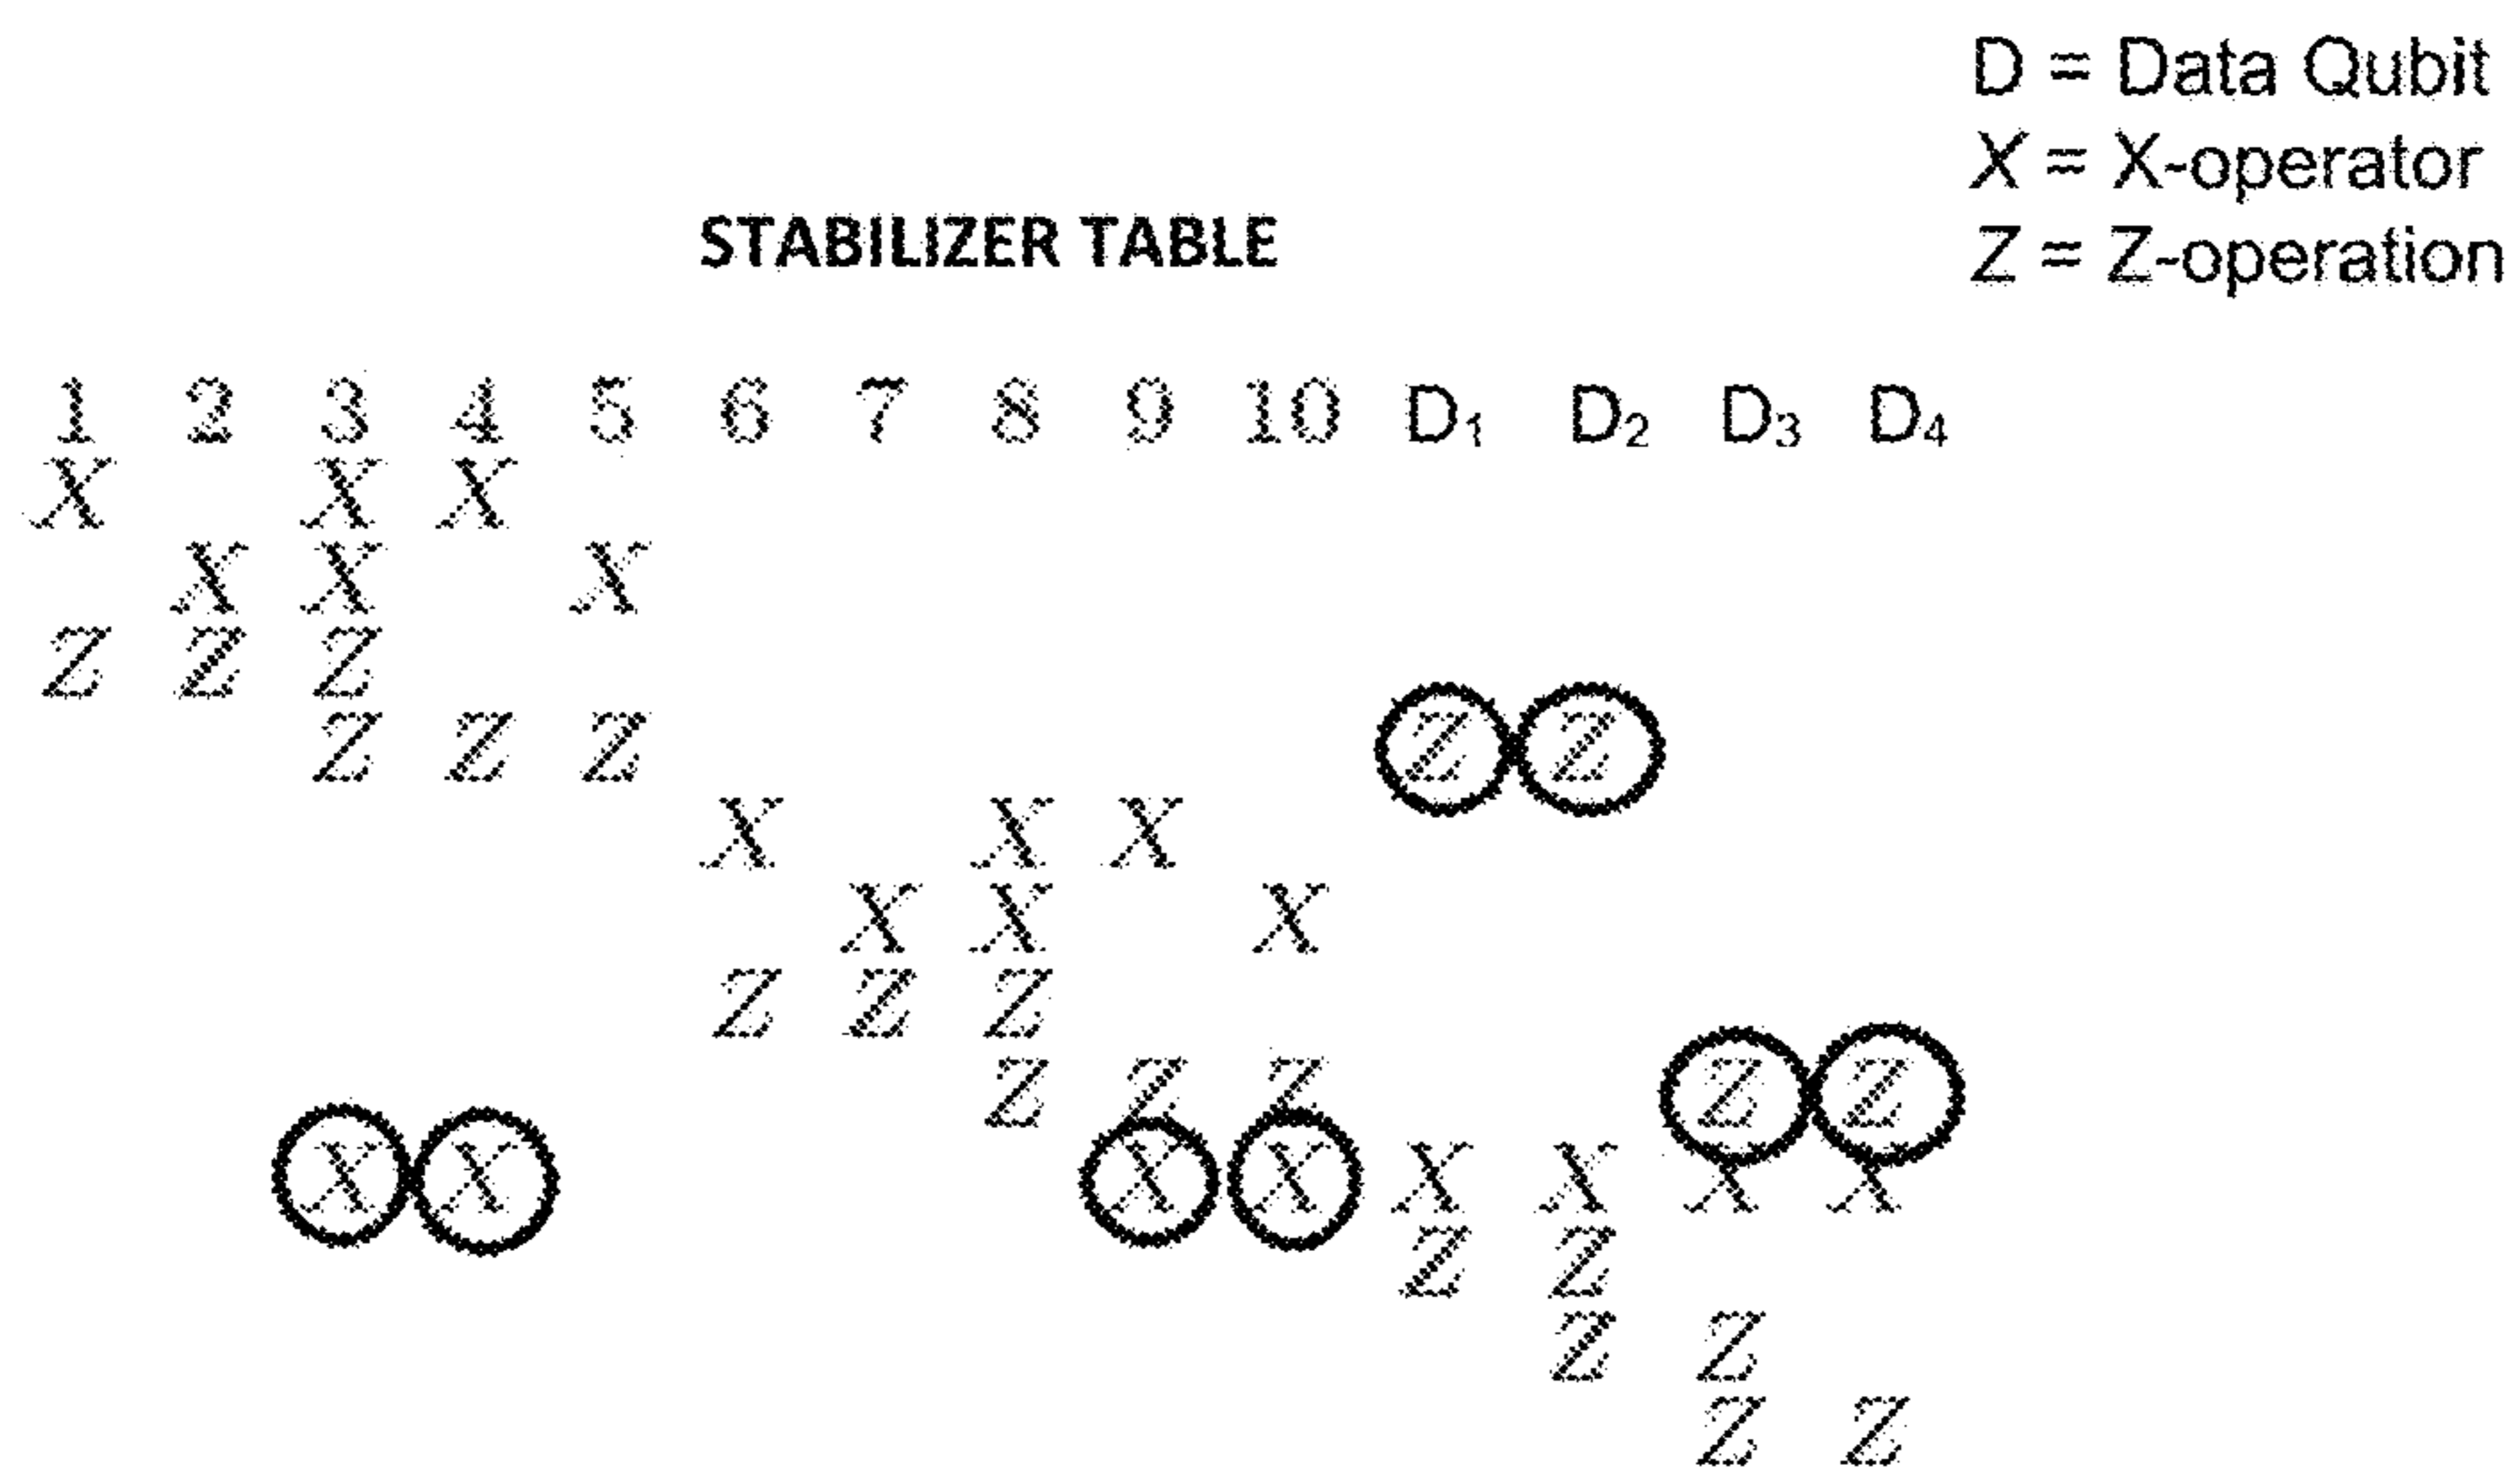 D = Data Qubit
X = X-operator
Z = Z-operation
STABILIZER TABLE
1 2 3 4 5 6 7 8 9 10 D₁ D₂ D₃ D₄
X X X
X X X
Z Z Z
Z Z Z Z Z
X X X
X X X
Z Z Z
Z Z Z Z Z
X X X X X X X X
Z Z
Z Z
Z Z